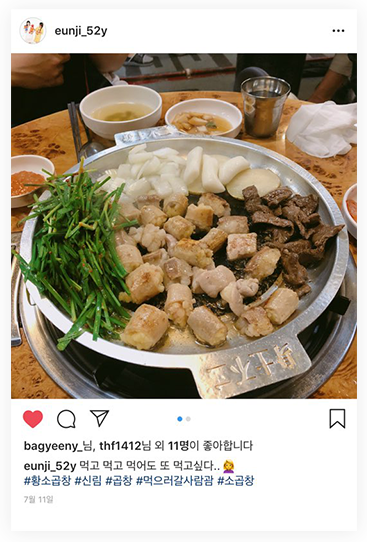 eunji_52y
bagyeeny_님, thf1412님 외 11명이 좋아합니다
eunji_52y 먹고 먹고 먹어도 또 먹고싶다.. 🙍‍♀️
#황소곱창 #신림 #곱창 #먹으러갈사람괌 #소곱창
7월 11일